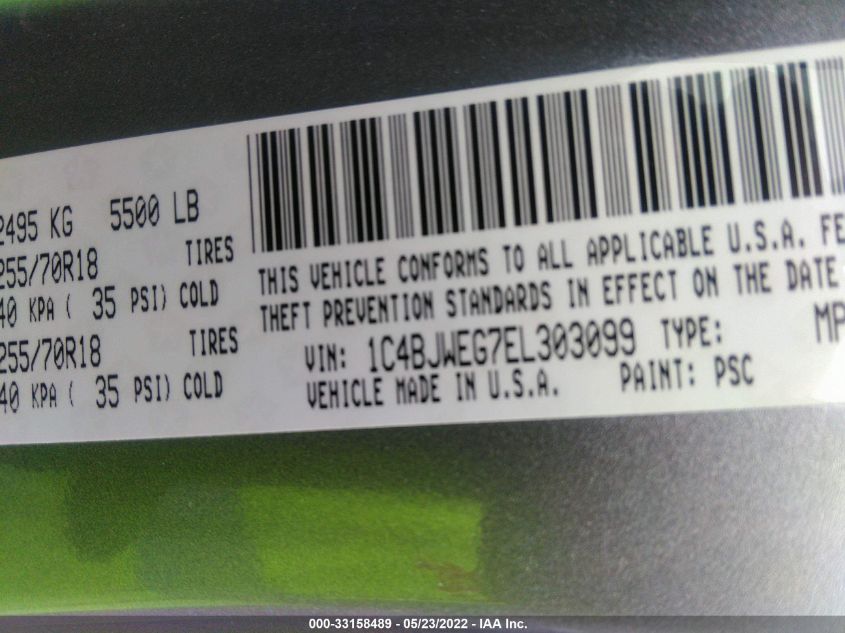 2495 KG 5500 LB
255/70R18 TIRES
40 KPA ( 35 PSI) COLD
255/70R18 TIRES
40 KPA ( 35 PSI) COLD
THIS VEHICLE CONFORMS TO ALL APPLICABLE U.S.A. FE
THEFT PREVENTION STANDARDS IN EFFECT ON THE DATE
VIN: 1C4BJWEG7EL303099 TYPE: MP
VEHICLE MADE IN U.S.A. PAINT: PSC
000-33158489 - 05/23/2022 - IAA Inc.